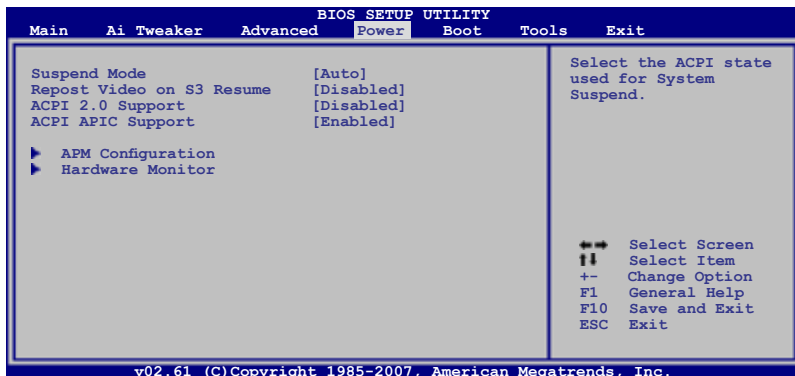 BIOS SETUP UTILITY
Main Ai Tweaker Advanced Power Boot Tools Exit
Suspend Mode [Auto]
Repost Video on S3 Resume [Disabled]
ACPI 2.0 Support [Disabled]
ACPI APIC Support [Enabled]
APM Configuration
Hardware Monitor
Select the ACPI state
used for System
Suspend.
Select Screen
Select Item
+- Change Option
F1 General Help
F10 Save and Exit
ESC Exit
v02.61 (C)Copyright 1985-2007, American Megatrends, Inc.